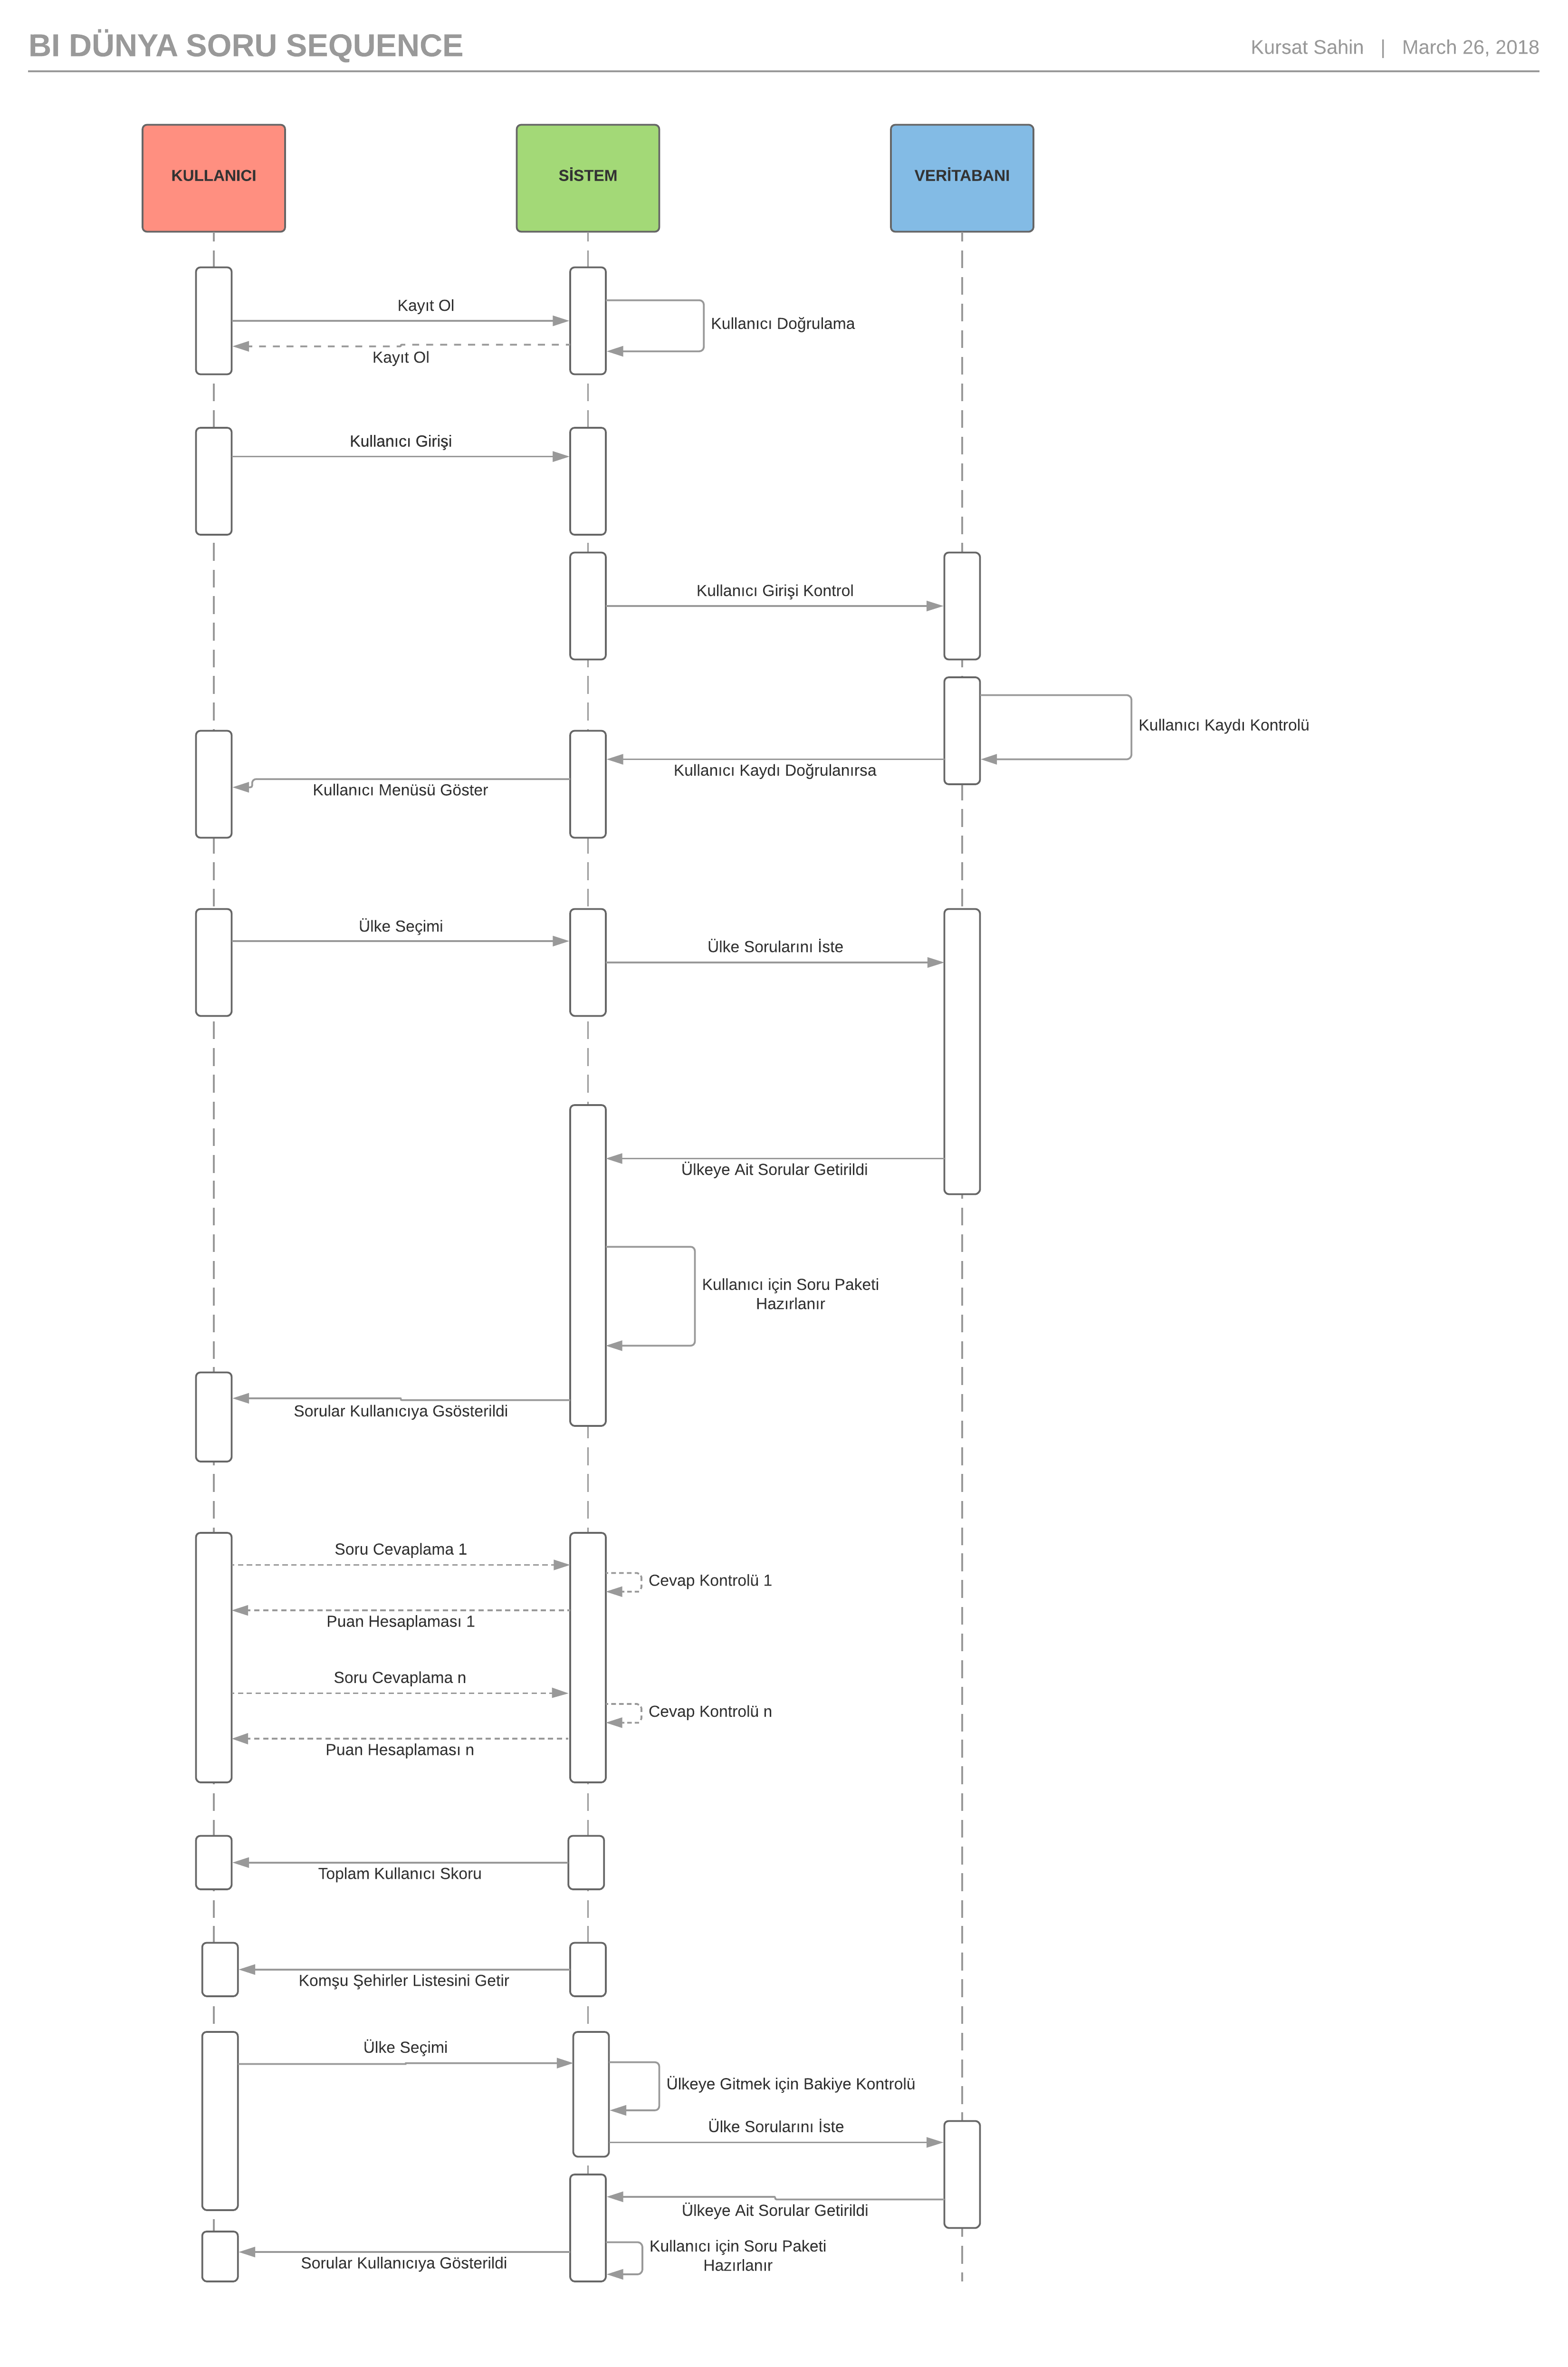 BI DÜNYA SORU SEQUENCE
Kursat Sahin | March 26, 2018
KULLANICI
SİSTEM
VERİTABANI
Kayıt Ol
Kullanıcı Doğrulama
Kayıt Ol
Kullanıcı Girişi
Kullanıcı Girişi Kontrol
Kullanıcı Kaydı Kontrolü
Kullanıcı Kaydı Doğrulanırsa
Kullanıcı Menüsü Göster
Ülke Seçimi
Ülke Sorularını İste
Ülkeye Ait Sorular Getirildi
Kullanıcı için Soru Paketi
Hazırlanır
Sorular Kullanıcıya Gsösterildi
Soru Cevaplama 1
Cevap Kontrolü 1
Puan Hesaplaması 1
Soru Cevaplama n
Cevap Kontrolü n
Puan Hesaplaması n
Toplam Kullanıcı Skoru
Komşu Şehirler Listesini Getir
Ülke Seçimi
Ülkeye Gitmek için Bakiye Kontrolü
Ülke Sorularını İste
Ülkeye Ait Sorular Getirildi
Kullanıcı için Soru Paketi
Hazırlanır
Sorular Kullanıcıya Gösterildi